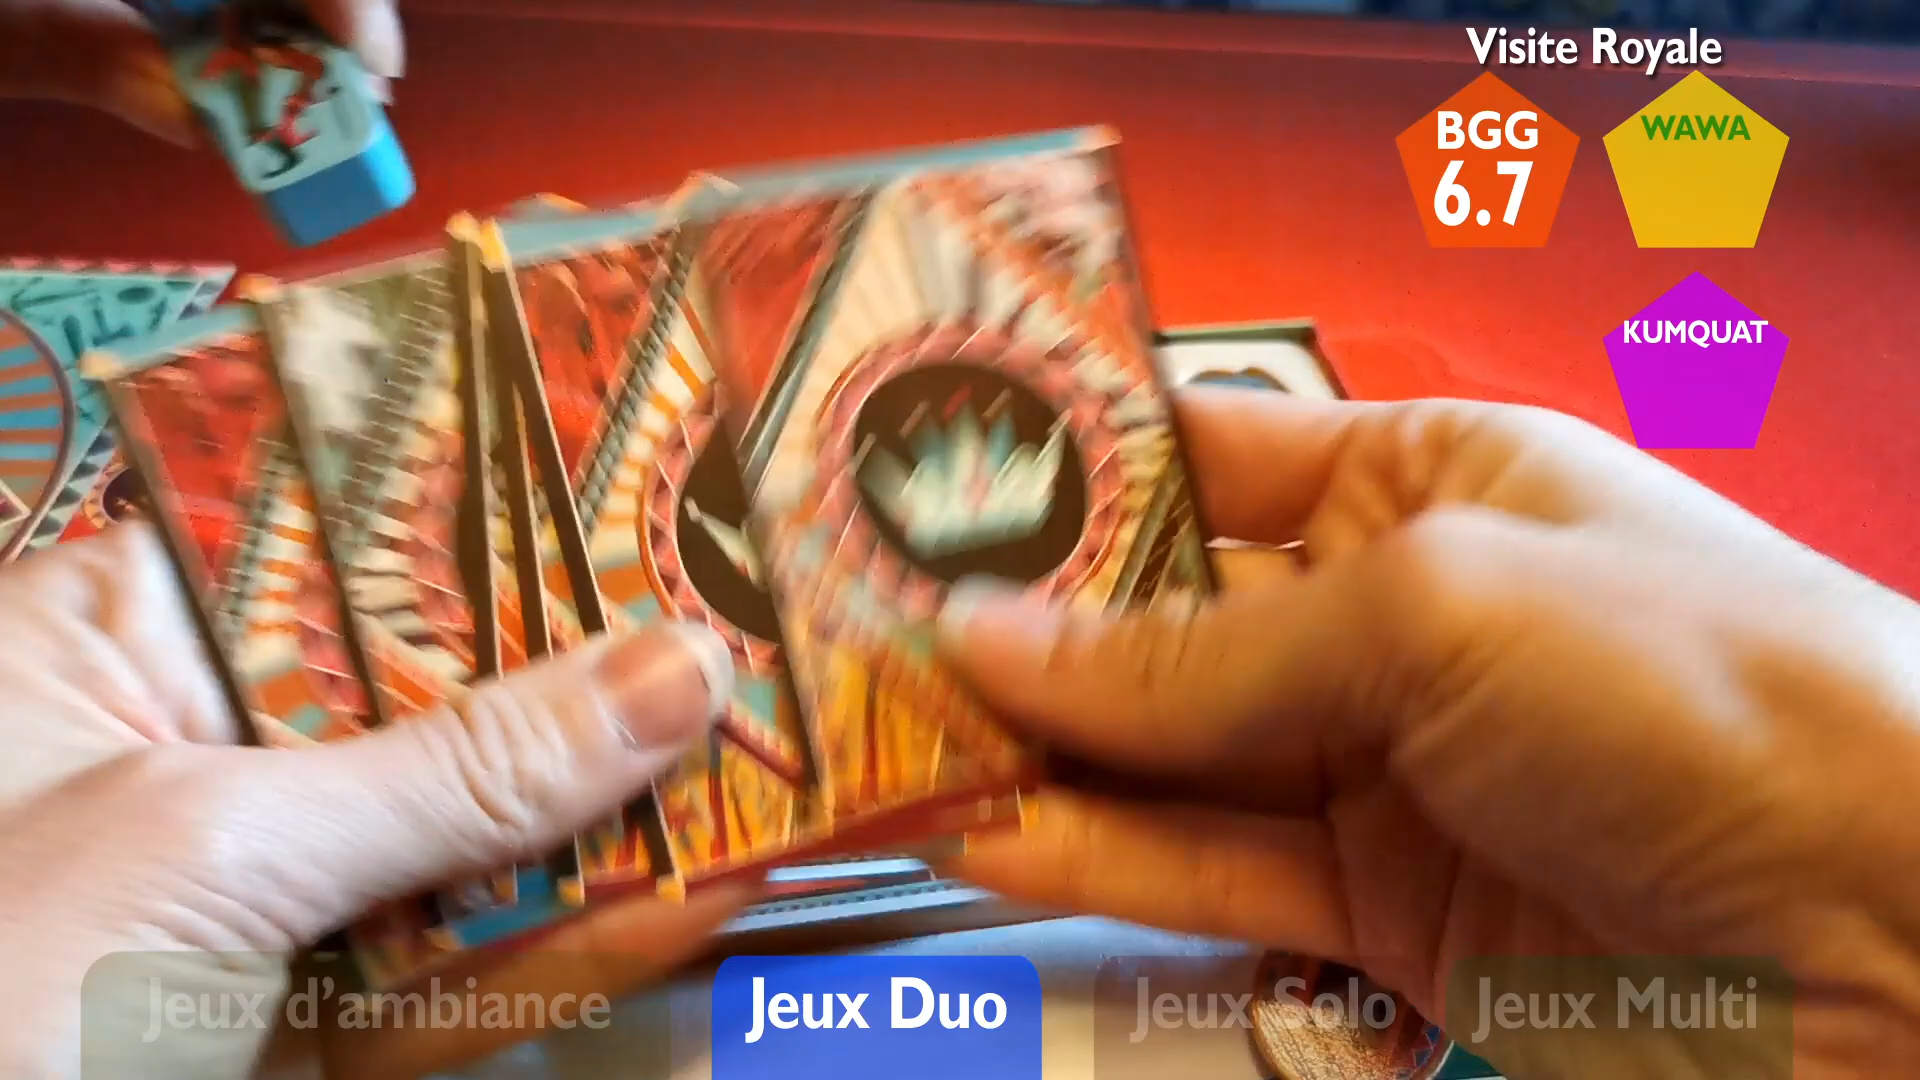 Visite Royale
BGG
6.7
WAWA
KUMQUAT
Jeux d'ambiance
Jeux Duo
Jeux Solo
Jeux Multi